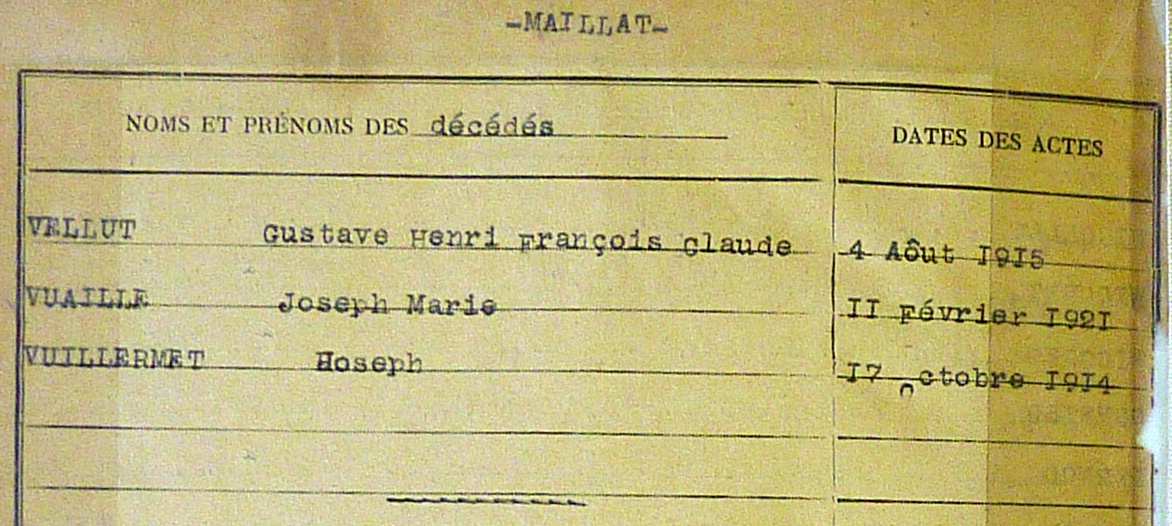 -MAILLAT-
NOMS ET PRÉNOMS DES décédés DATES DES ACTES
VELLUT Gustave Henri François Claude 4 Aôut I9I5
VUAILLE Joseph Marie II Février I92I
VUILLERMET Hoseph I7 Octobre I9I4